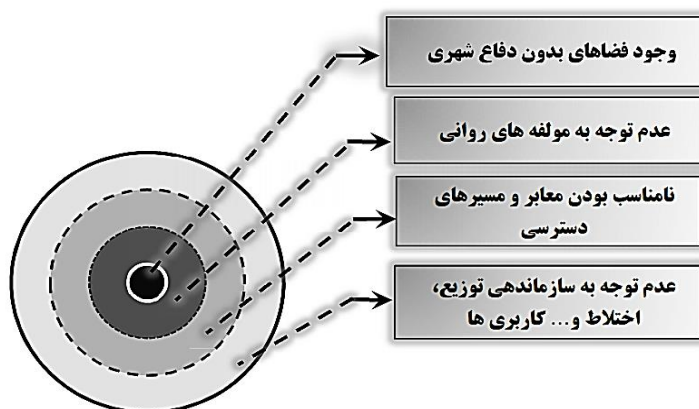 وجود فضاهای بدون دفاع شهری
عدم توجه به مولفه های روانی
نامناسب بودن معابر و مسیرهای
دسترسی
عدم توجه به سازماندهی توزیع،
اختلاط و... کاربری ها